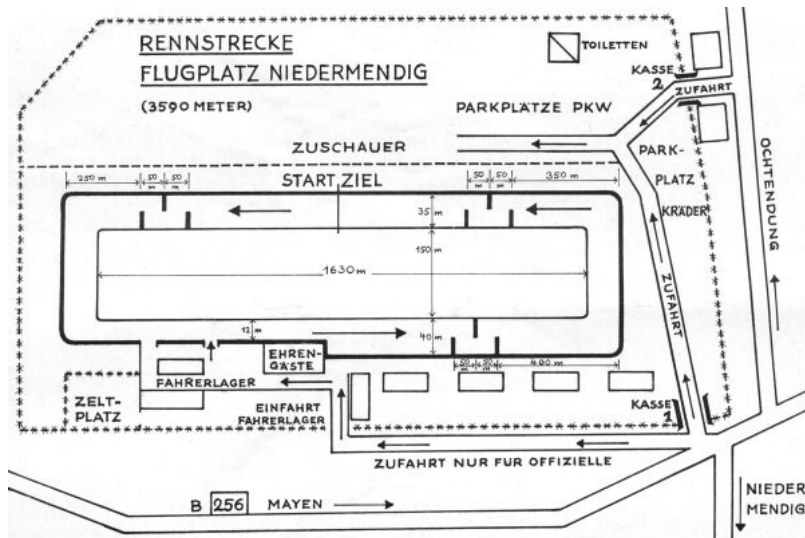 RENNSTRECKE
FLUGPLATZ NIEDERMENDIG
(3590 METER)
TOILETTEN
KASSE
2
ZUFAHRT
PARKPLÄTZE PKW
ZUSCHAUER
PARK-
PLATZ
KRÄDER
OCHTENDUNG
250 m
50 m
50 m
START ZIEL
50 m
50 m
350 m
35 m
150 m
1630 m
ZUFAHRT
12 m
40 m
EHREN-
GÄSTE
50 m
50 m
400 m
FAHRERLAGER
ZELT-
PLATZ
EINFAHRT
FAHRERLAGER
KASSE
1
ZUFAHRT NUR FUR OFFIZIELLE
B 256 MAYEN
NIEDER
MENDIG